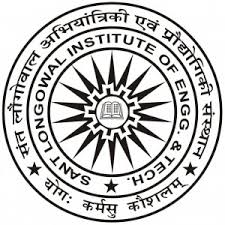 संत लौंगोवाल अभियांत्रिकी एवं प्रौद्योगिकी संस्थान
SANT LONGOWAL INSTITUTE OF ENGG. & TECH.
योगः कर्मसु कौशलम्